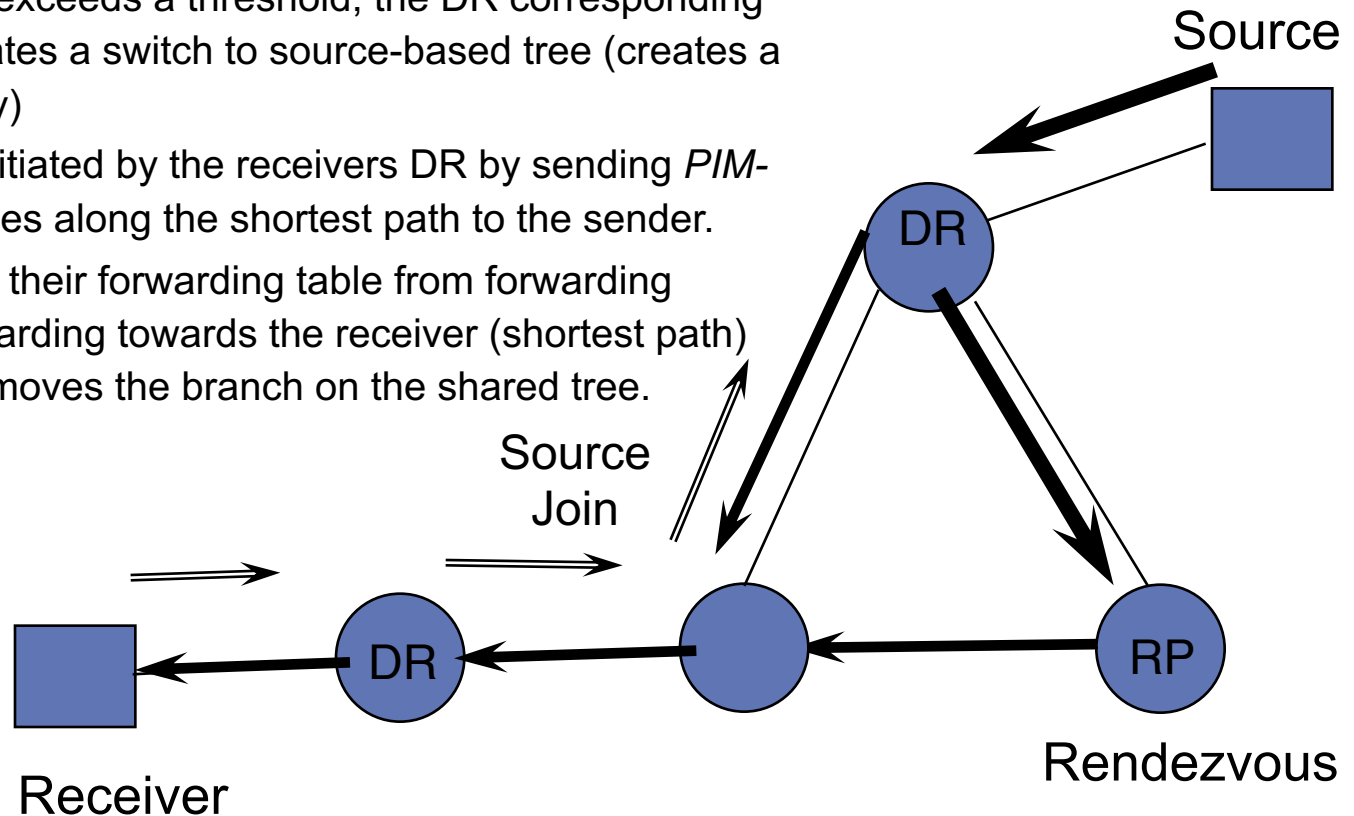 exceeds a threshold, the DR corresponding
ates a switch to source-based tree (creates a
y)
itiated by the receivers DR by sending PIM-
es along the shortest path to the sender.
their forwarding table from forwarding
arding towards the receiver (shortest path)
moves the branch on the shared tree.
Source
DR
Source
Join
DR
RP
Rendezvous
Receiver